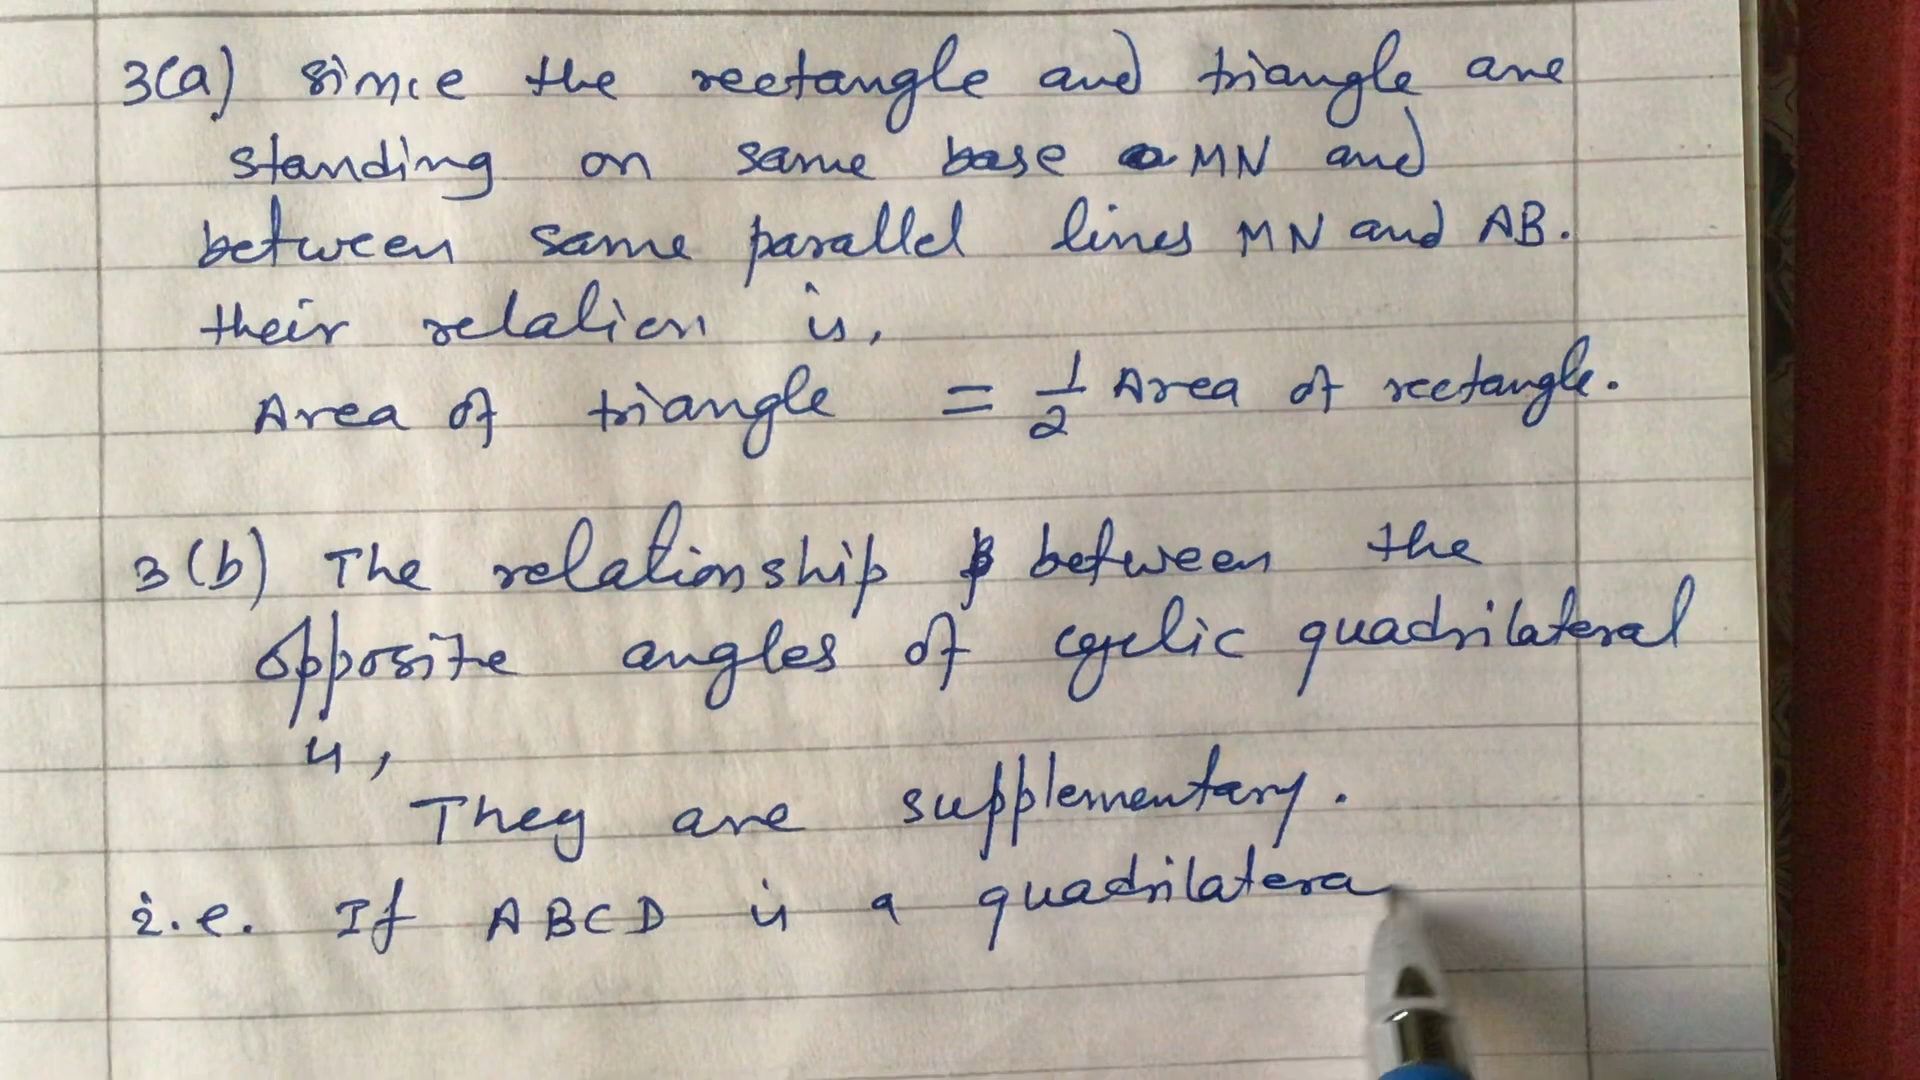 3(a) since the rectangle and triangle are
standing on same base MN and
between same parallel lines MN and AB.
their relation is,
Area of triangle = 1/2 Area of rectangle.
3(b) The relationship between the
opposite angles of cyclic quadrilateral
is,
They are supplementary.
i.e. If ABCD is a quadrilatera